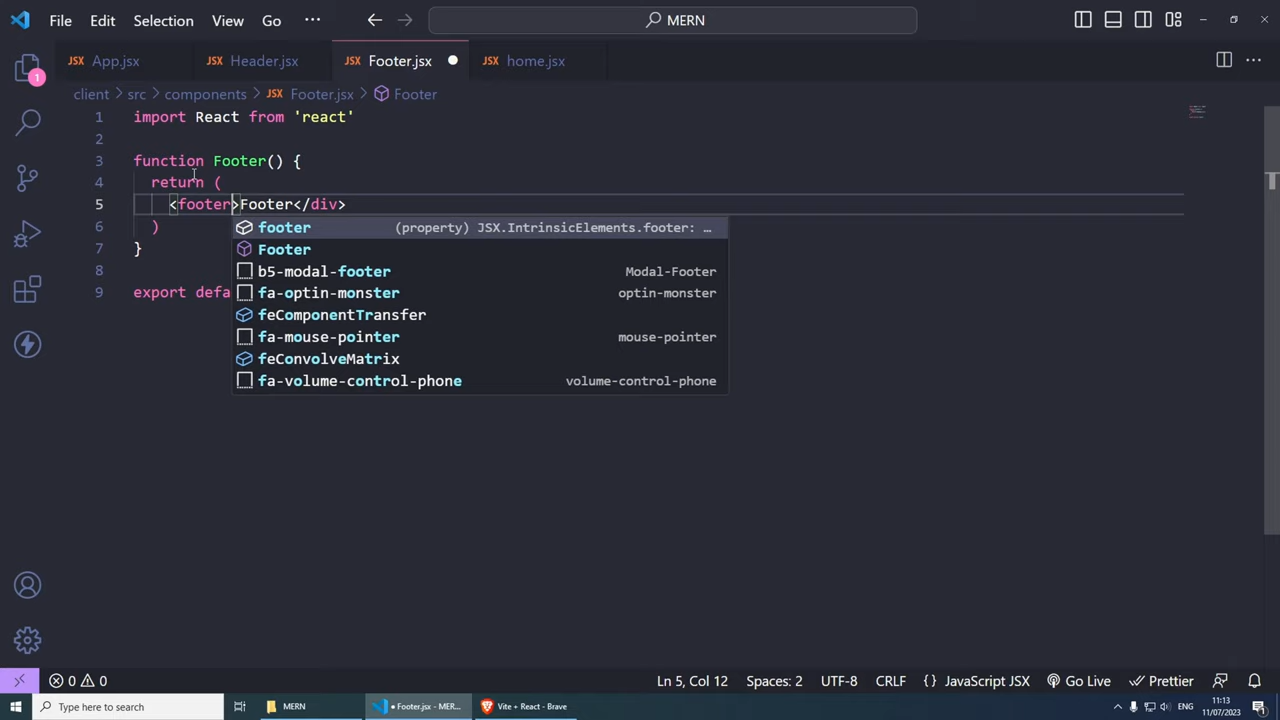 File Edit Selection View Go ··· MERN
JSX App.jsx JSX Header.jsx JSX Footer.jsx JSX home.jsx
1
client > src > components > JSX Footer.jsx > Footer
1 import React from 'react'
2
3 function Footer() {
4 return (
5 <footer>Footer</div>
6 )
7 }
8
9 export defa
footer (property) JSX.IntrinsicElements.footer: …
Footer
b5-modal-footer Modal-Footer
fa-optin-monster optin-monster
feComponentTransfer
fa-mouse-pointer mouse-pointer
feConvolveMatrix
fa-volume-control-phone volume-control-phone
0 0 Ln 5, Col 12 Spaces: 2 UTF-8 CRLF {} JavaScript JSX Go Live Prettier
Type here to search MERN ● Footer.jsx - ME... Vite + React - Brave ENG 11:13
11/07/2023 1